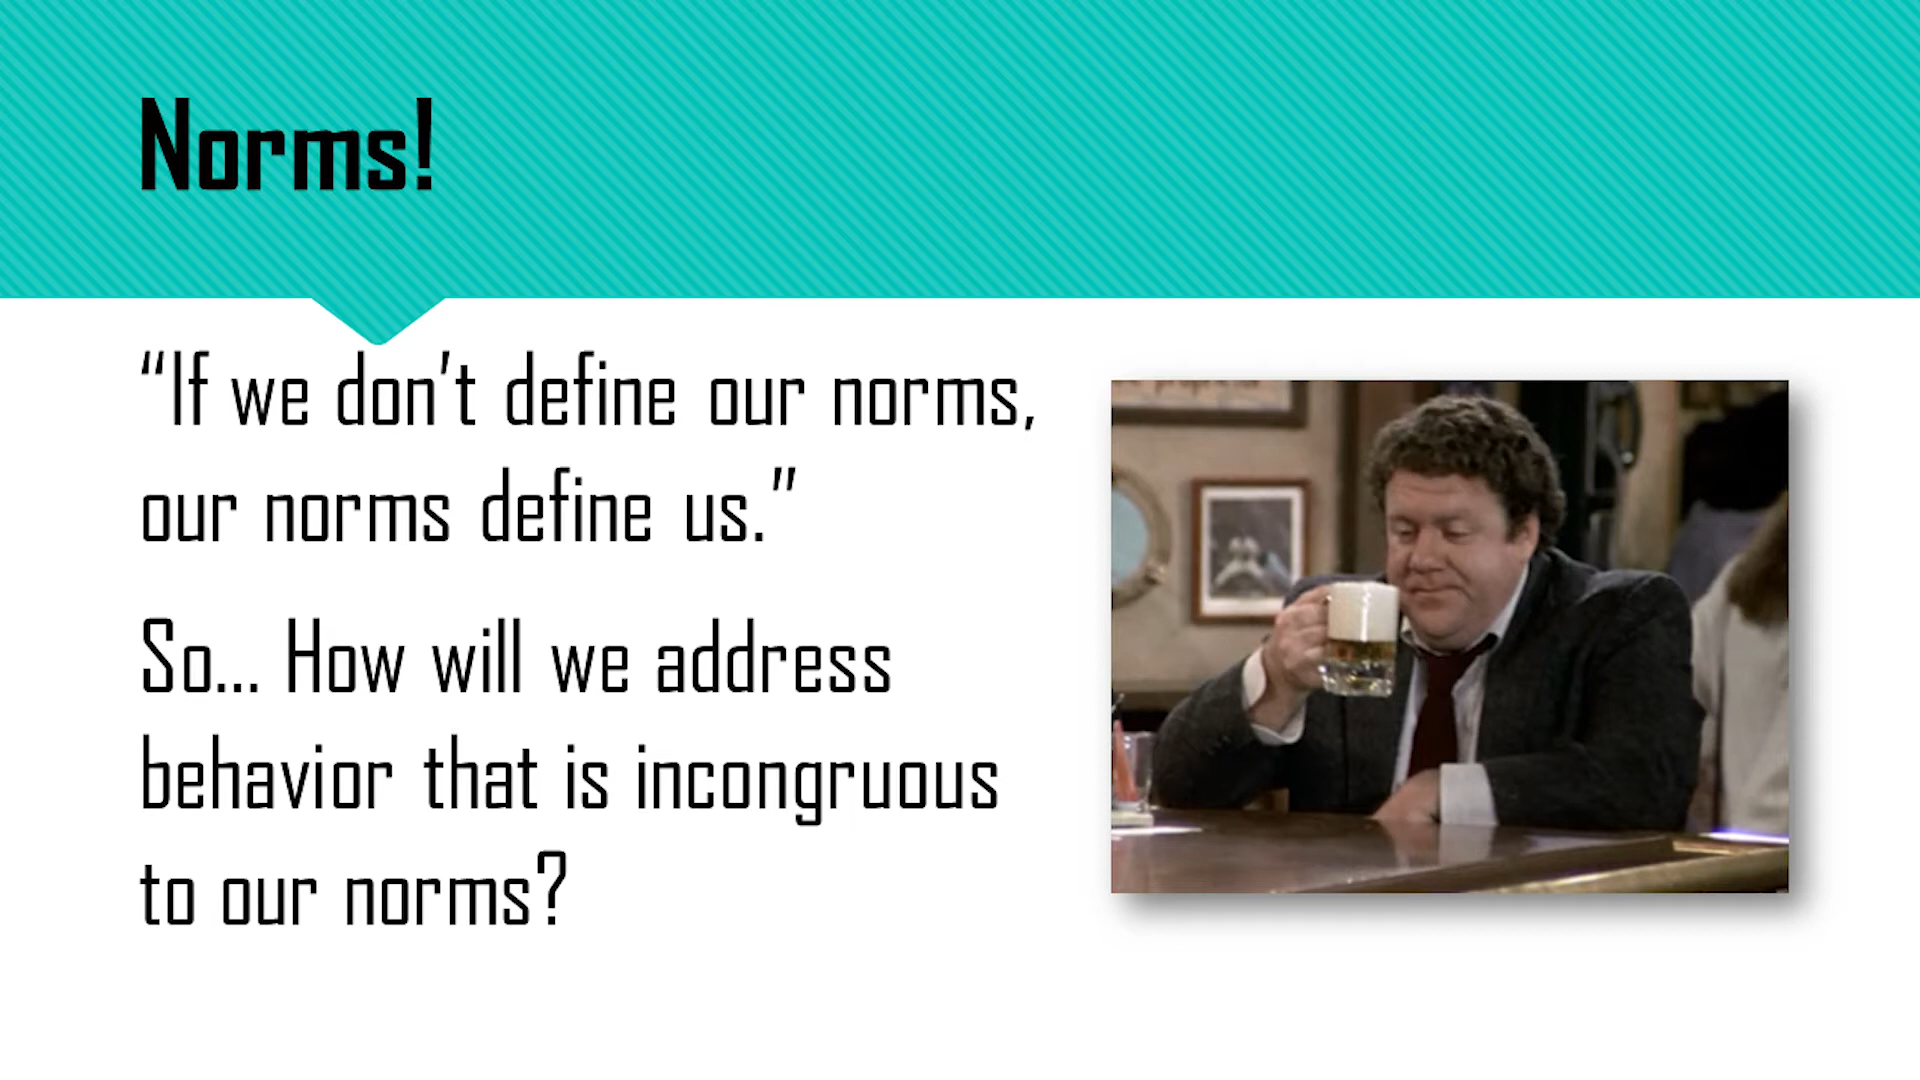 Norms!
“If we don’t define our norms,
our norms define us.”
So... How will we address
behavior that is incongruous
to our norms?